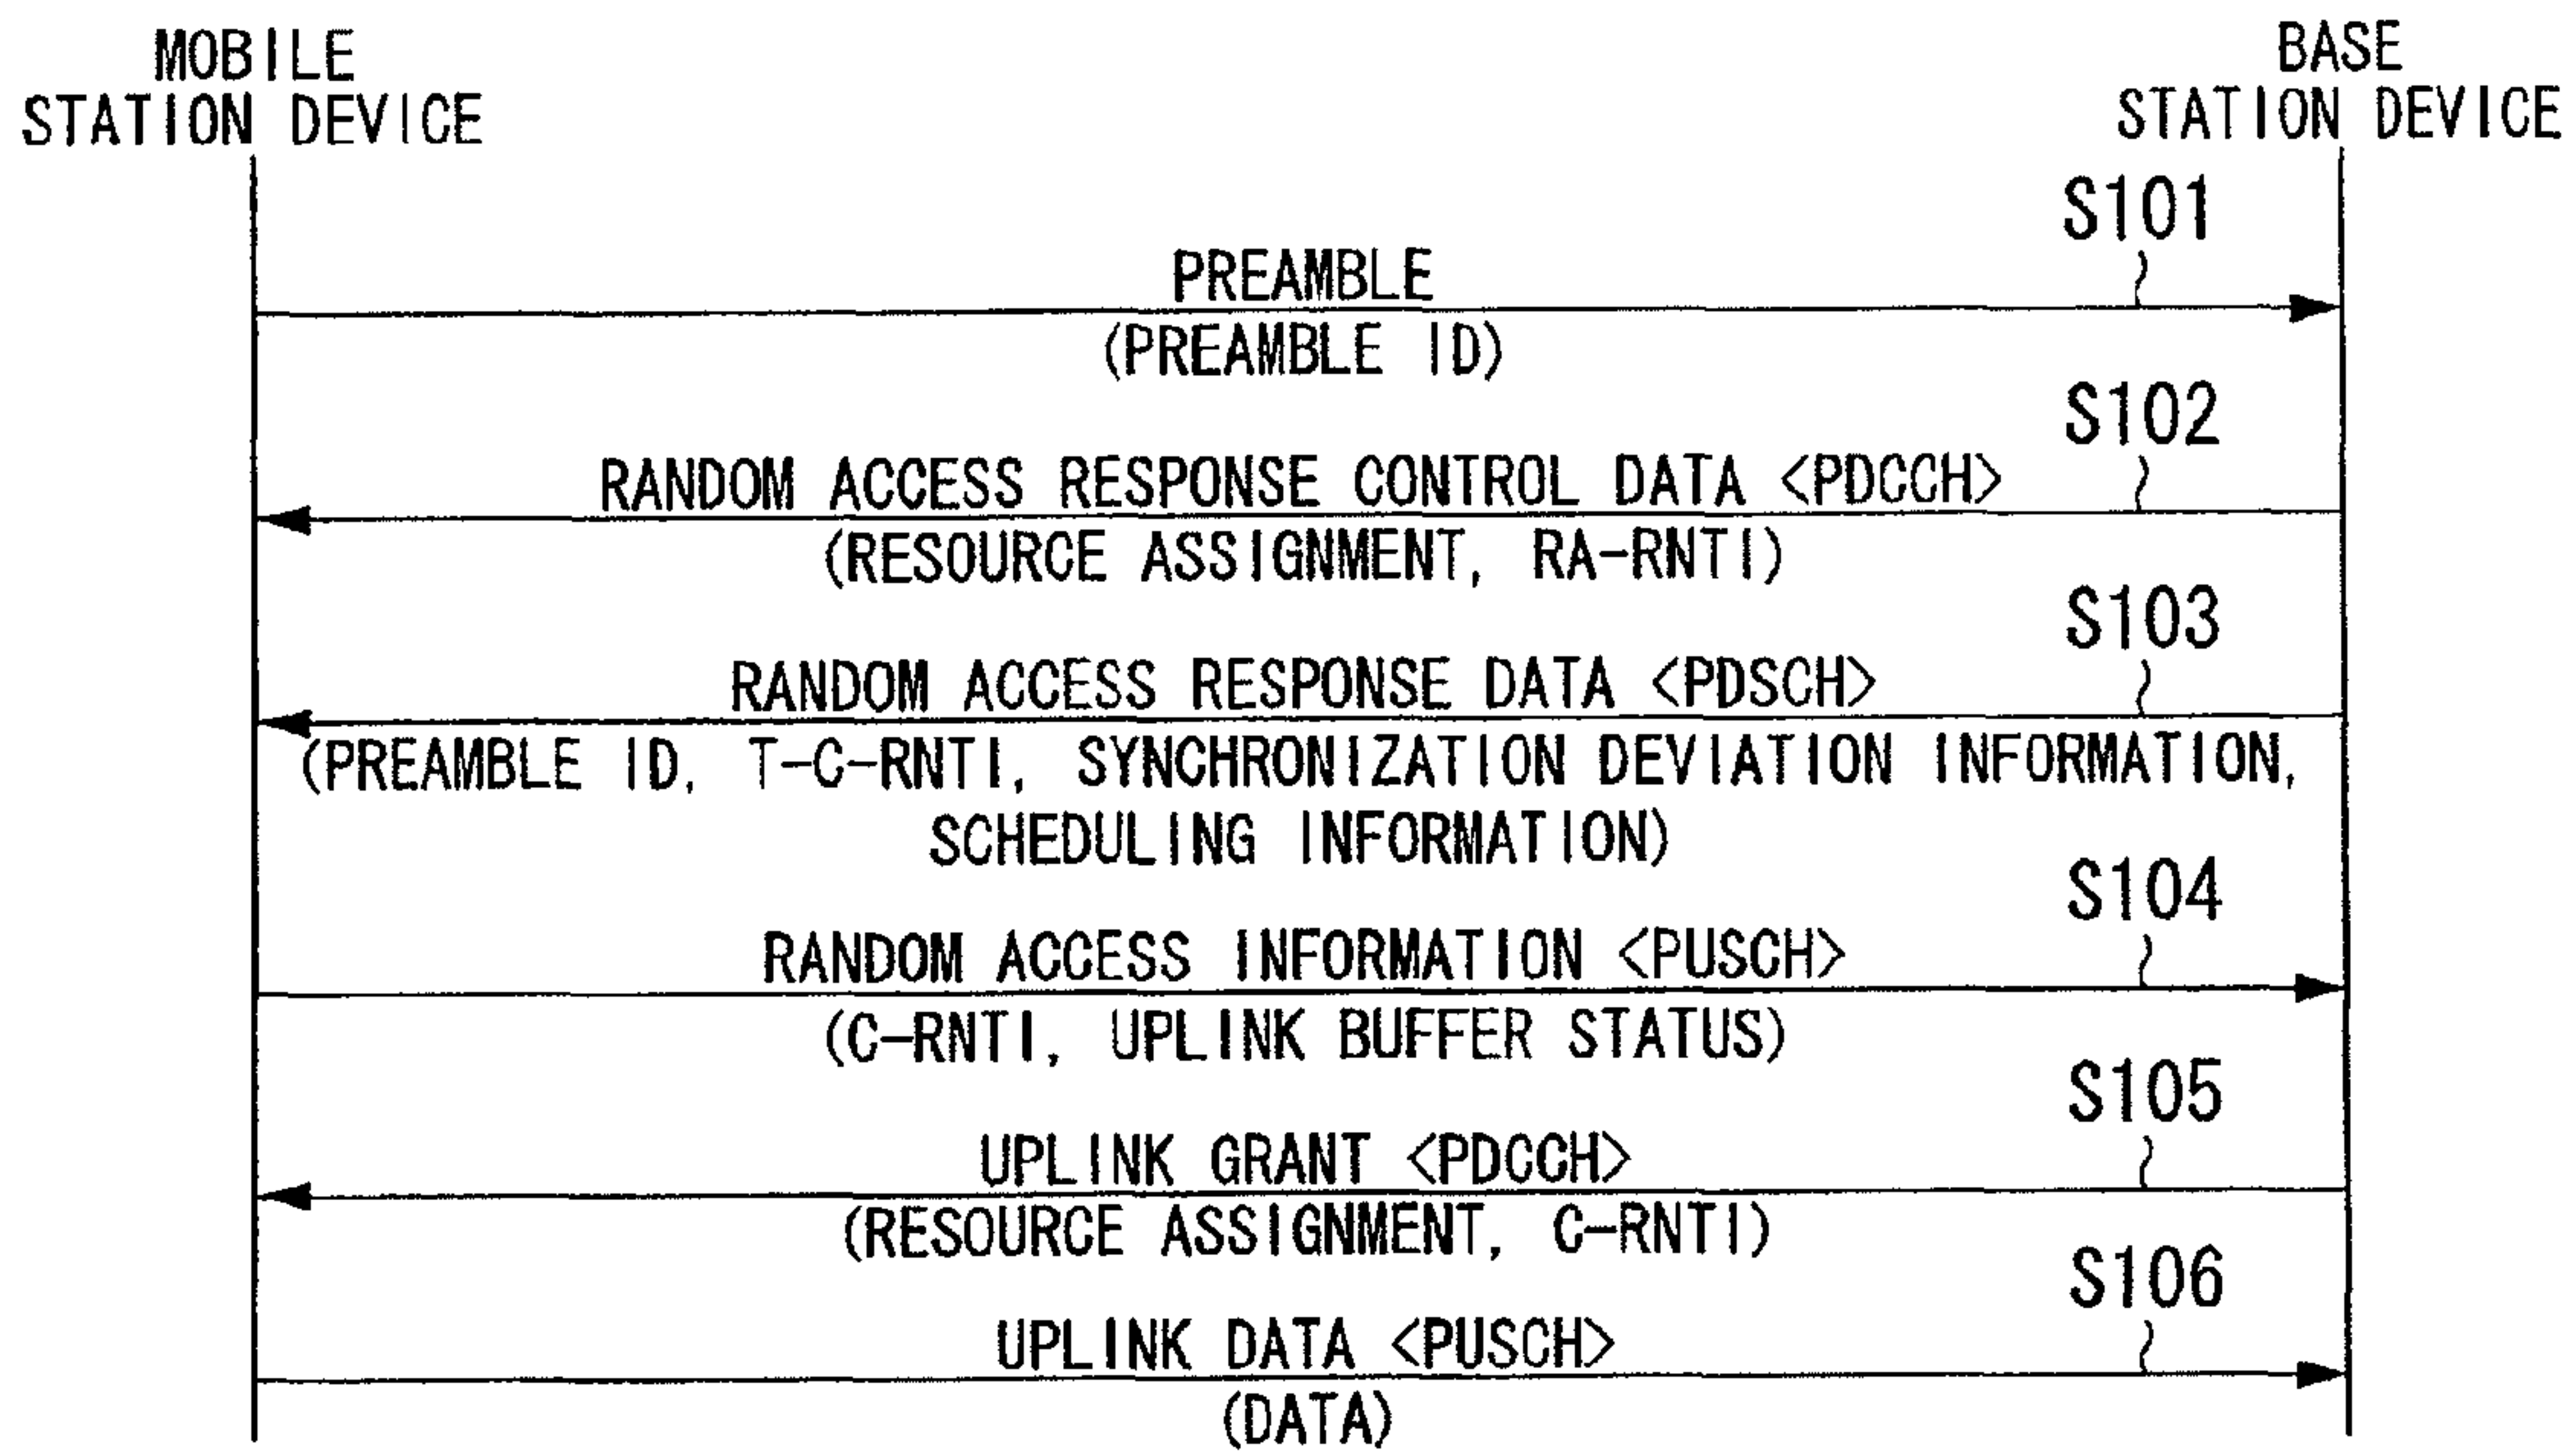 MOBILE
STATION DEVICE
BASE
STATION DEVICE
S101
PREAMBLE
(PREAMBLE ID)
S102
RANDOM ACCESS RESPONSE CONTROL DATA <PDCCH>
(RESOURCE ASSIGNMENT, RA-RNTI)
S103
RANDOM ACCESS RESPONSE DATA <PDSCH>
(PREAMBLE ID, T-C-RNTI, SYNCHRONIZATION DEVIATION INFORMATION,
SCHEDULING INFORMATION)
S104
RANDOM ACCESS INFORMATION <PUSCH>
(C-RNTI, UPLINK BUFFER STATUS)
S105
UPLINK GRANT <PDCCH>
(RESOURCE ASSIGNMENT, C-RNTI)
S106
UPLINK DATA <PUSCH>
(DATA)